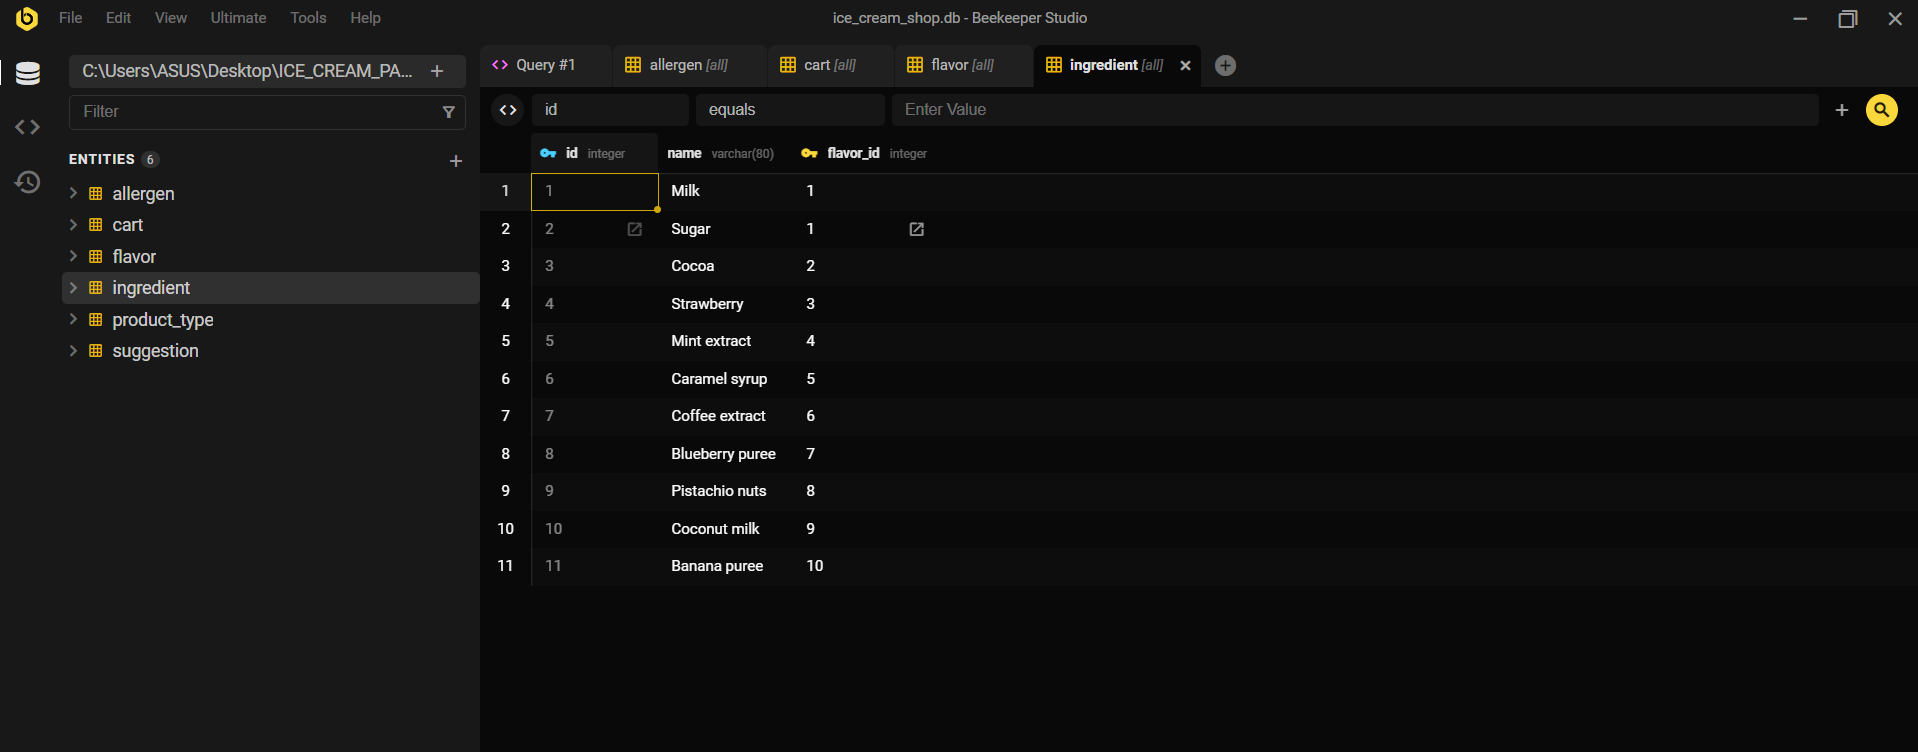 File Edit View Ultimate Tools Help
ice_cream_shop.db - Beekeeper Studio
C:\Users\ASUS\Desktop\ICE_CREAM_PA... +
Filter
ENTITIES 6 +
allergen
cart
flavor
ingredient
product_type
suggestion
Query #1 allergen [all] cart [all] flavor [all] ingredient [all]
id equals Enter Value
id integer name varchar(80) flavor_id integer
1 1 Milk 1
2 2 Sugar 1
3 3 Cocoa 2
4 4 Strawberry 3
5 5 Mint extract 4
6 6 Caramel syrup 5
7 7 Coffee extract 6
8 8 Blueberry puree 7
9 9 Pistachio nuts 8
10 10 Coconut milk 9
11 11 Banana puree 10